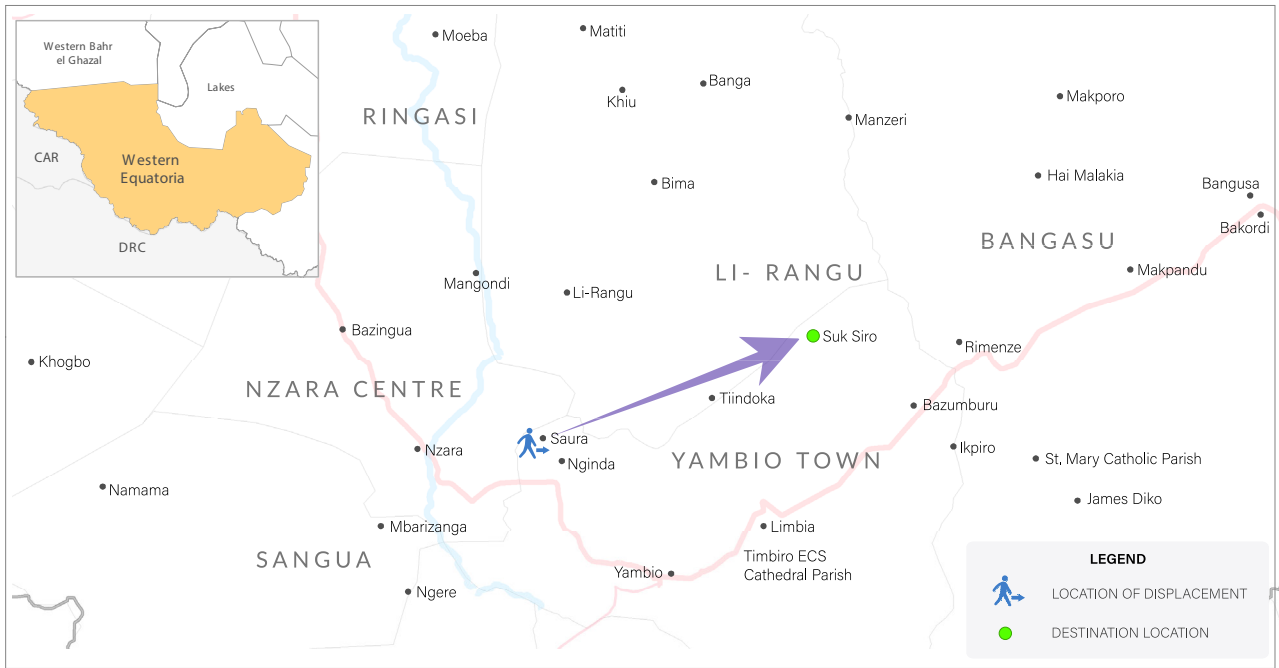 Western Bahr
el Ghazal
Lakes
CAR
Western
Equatoria
DRC
Moeba
Matiti
Khiu
Banga
Manzeri
Makporo
RINGASI
Bima
Hai Malakia
Bangusa
Bakordi
BANGASU
Makpandu
Mangondi
Li-Rangu
LI- RANGU
Bazingua
Suk Siro
Rimenze
Khogbo
NZARA CENTRE
Tiindoka
Bazumburu
Saura
Nginda
Nzara
YAMBIO TOWN
Ikpiro
St. Mary Catholic Parish
Namama
James Diko
Mbarizanga
Limbia
SANGUA
Timbiro ECS
Cathedral Parish
Yambio
Ngere
LEGEND
LOCATION OF DISPLACEMENT
DESTINATION LOCATION